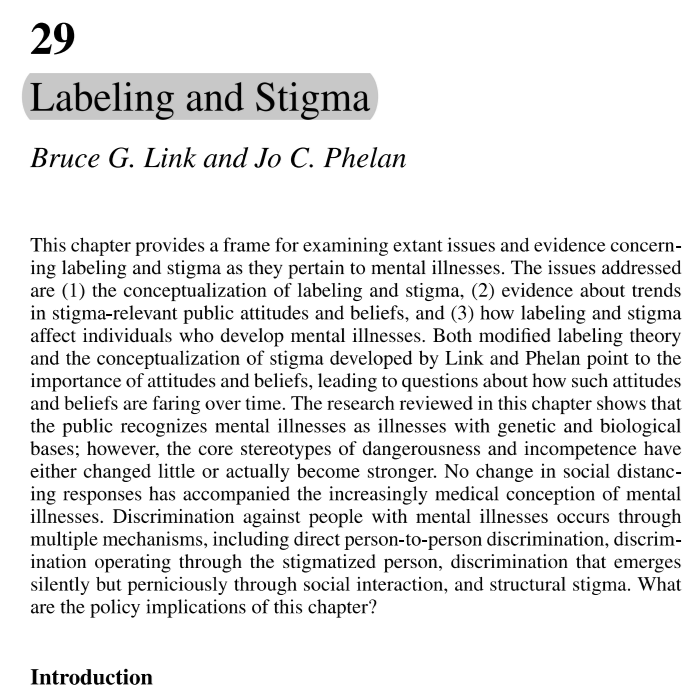 29
Labeling and Stigma
Bruce G. Link and Jo C. Phelan
This chapter provides a frame for examining extant issues and evidence concern-
ing labeling and stigma as they pertain to mental illnesses. The issues addressed
are (1) the conceptualization of labeling and stigma, (2) evidence about trends
in stigma-relevant public attitudes and beliefs, and (3) how labeling and stigma
affect individuals who develop mental illnesses. Both modified labeling theory
and the conceptualization of stigma developed by Link and Phelan point to the
importance of attitudes and beliefs, leading to questions about how such attitudes
and beliefs are faring over time. The research reviewed in this chapter shows that
the public recognizes mental illnesses as illnesses with genetic and biological
bases; however, the core stereotypes of dangerousness and incompetence have
either changed little or actually become stronger. No change in social distanc-
ing responses has accompanied the increasingly medical conception of mental
illnesses. Discrimination against people with mental illnesses occurs through
multiple mechanisms, including direct person-to-person discrimination, discrim-
ination operating through the stigmatized person, discrimination that emerges
silently but perniciously through social interaction, and structural stigma. What
are the policy implications of this chapter?
Introduction